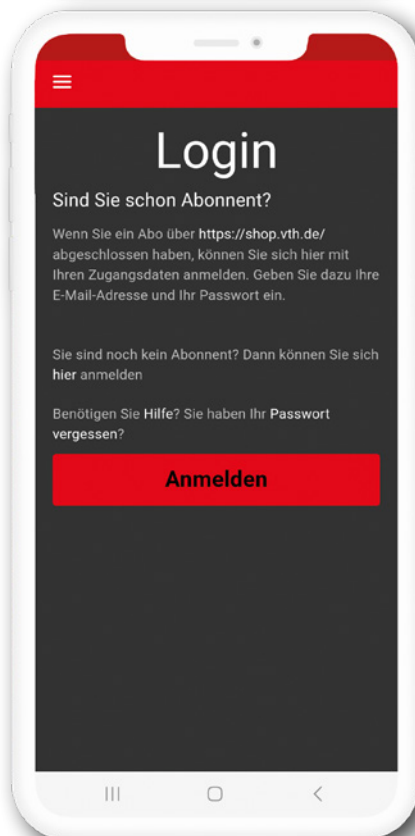 Login
Sind Sie schon Abonnent?
Wenn Sie ein Abo über https://shop.vth.de/
abgeschlossen haben, können Sie sich hier mit
Ihren Zugangsdaten anmelden. Geben Sie dazu Ihre
E-Mail-Adresse und Ihr Passwort ein.
Sie sind noch kein Abonnent? Dann können Sie sich
hier anmelden
Benötigen Sie Hilfe? Sie haben Ihr Passwort
vergessen?
Anmelden